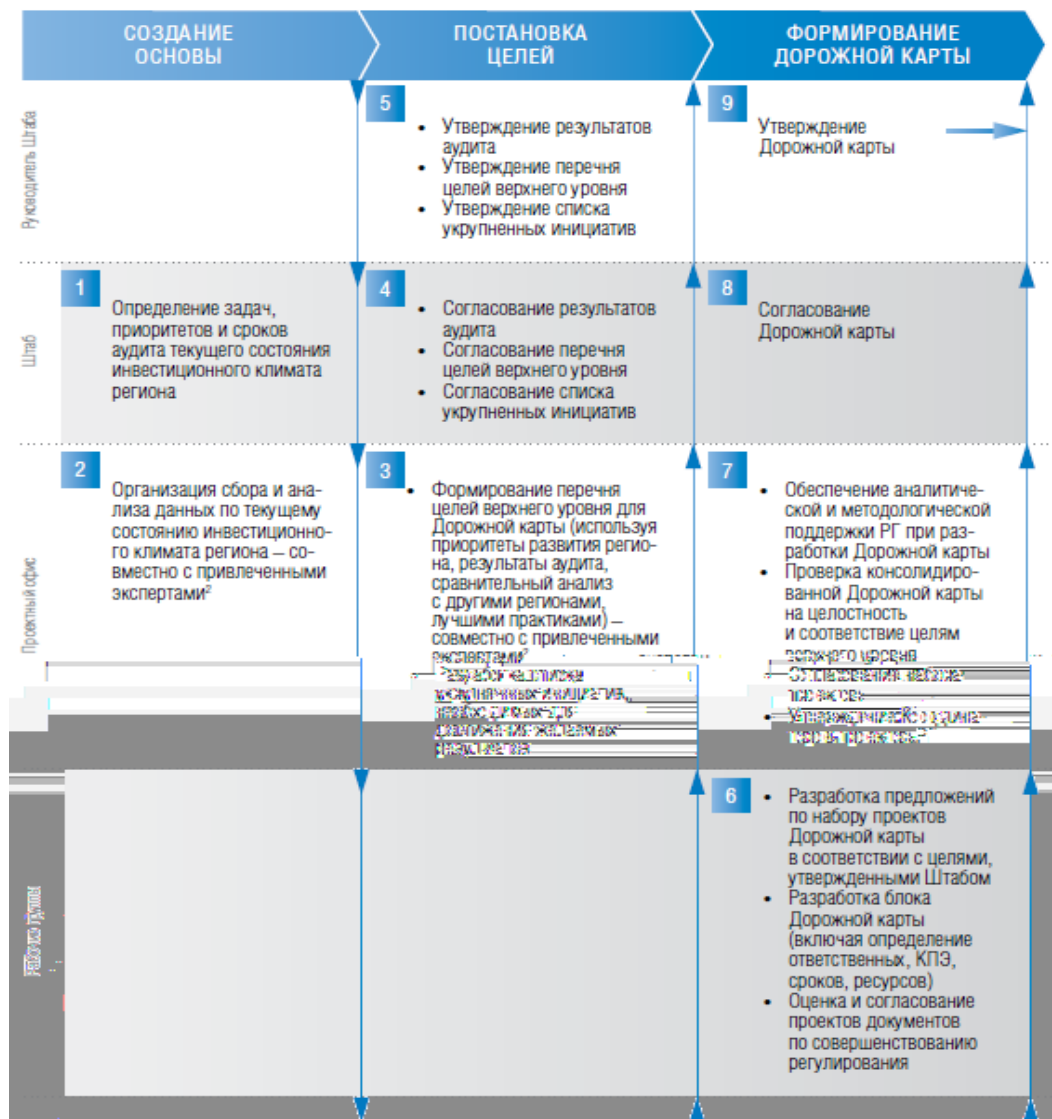 СОЗДАНИЕ
ОСНОВЫ
ПОСТАНОВКА
ЦЕЛЕЙ
ФОРМИРОВАНИЕ
ДОРОЖНОЙ КАРТЫ
Руководитель Штаба
5
• Утверждение результатов
аудита
• Утверждение перечня
целей верхнего уровня
• Утверждение списка
укрупненных инициатив
9
Утверждение
Дорожной карты
Штаб
1
Определение задач,
приоритетов и сроков
аудита текущего состояния
инвестиционного климата
региона
4
• Согласование результатов
аудита
• Согласование перечня
целей верхнего уровня
• Согласование списка
укрупненных инициатив
8
Согласование
Дорожной карты
Проектный офис
2
Организация сбора и ана-
лиза данных по текущему
состоянию инвестиционно-
го климата региона – со-
вместно с привлеченными
экспертами²
3
• Формирование перечня
целей верхнего уровня для
Дорожной карты (используя
приоритеты развития регио-
на, результаты аудита,
сравнительный анализ
с другими регионами,
лучшими практиками) –
совместно с привлеченными
экспертами²
7
• Обеспечение аналитиче-
ской и методологической
поддержки РГ при раз-
работки Дорожной карты
• Проверка консолидиро-
ванной Дорожной карты
на целостность
и соответствие целям
верхнего уровня
Рабочие группы
6
• Разработка предложений
по набору проектов
Дорожной карты
в соответствии с целями,
утвержденными Штабом
• Разработка блока
Дорожной карты
(включая определение
ответственных, КПЭ,
сроков, ресурсов)
• Оценка и согласование
проектов документов
по совершенствованию
регулирования